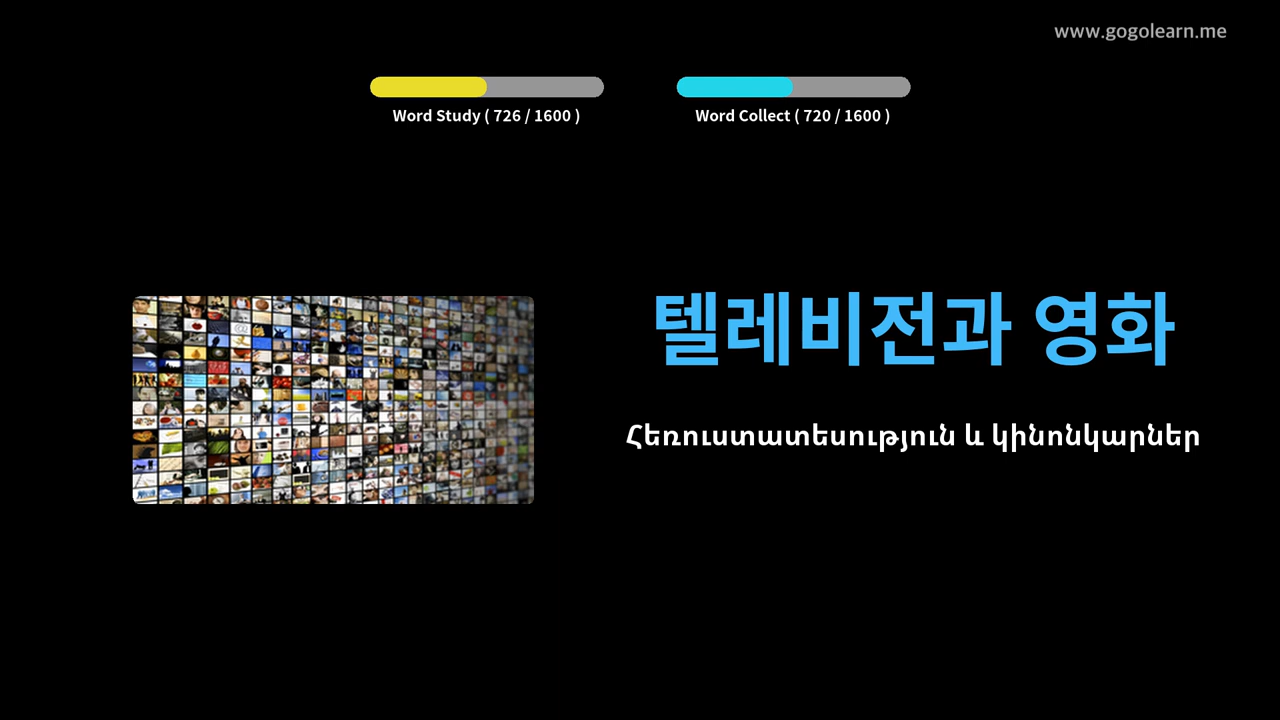 www.gogolearn.me
Word Study ( 726 / 1600 )
Word Collect ( 720 / 1600 )
텔레비전과 영화
Հեռուստատեսություն և կինոնկարներ